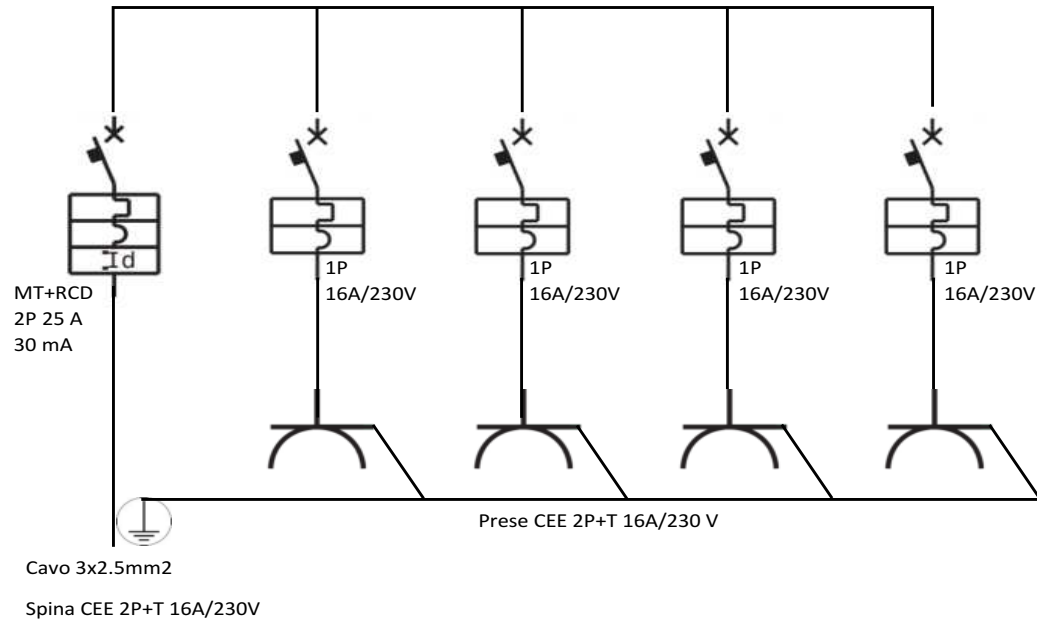 Id
MT+RCD
2P 25 A
30 mA
1P
16A/230V
1P
16A/230V
1P
16A/230V
1P
16A/230V
Prese CEE 2P+T 16A/230 V
Cavo 3x2.5mm2
Spina CEE 2P+T 16A/230V